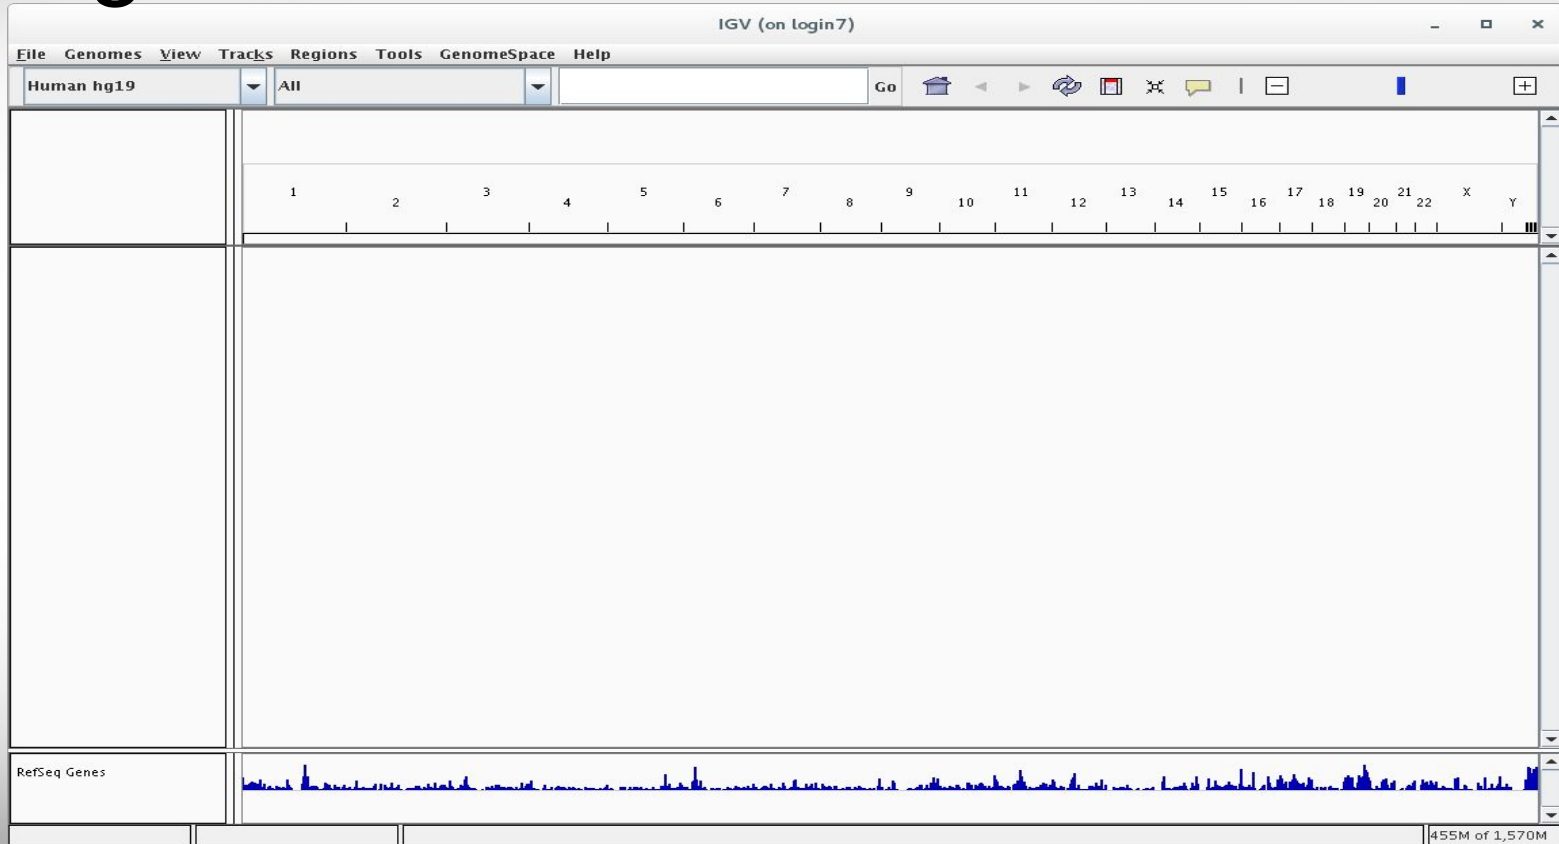 g
IGV (on login7)
File Genomes View Tracks Regions Tools GenomeSpace Help
Human hg19 All Go
1 2 3 4 5 6 7 8 9 10 11 12 13 14 15 16 17 18 19 20 21 22 X Y
RefSeq Genes
455M of 1,570M